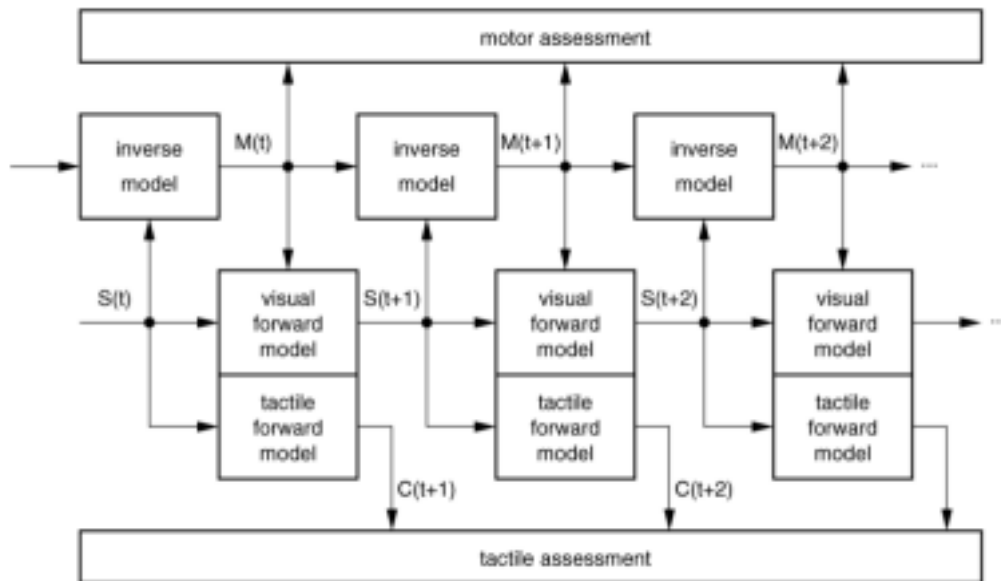 motor assessment
M(t)
M(t+1)
M(t+2)
inverse
model
inverse
model
inverse
model
...
S(t)
S(t+1)
S(t+2)
visual
forward
model
visual
forward
model
visual
forward
model
...
tactile
forward
model
tactile
forward
model
tactile
forward
model
C(t+1)
C(t+2)
tactile assessment